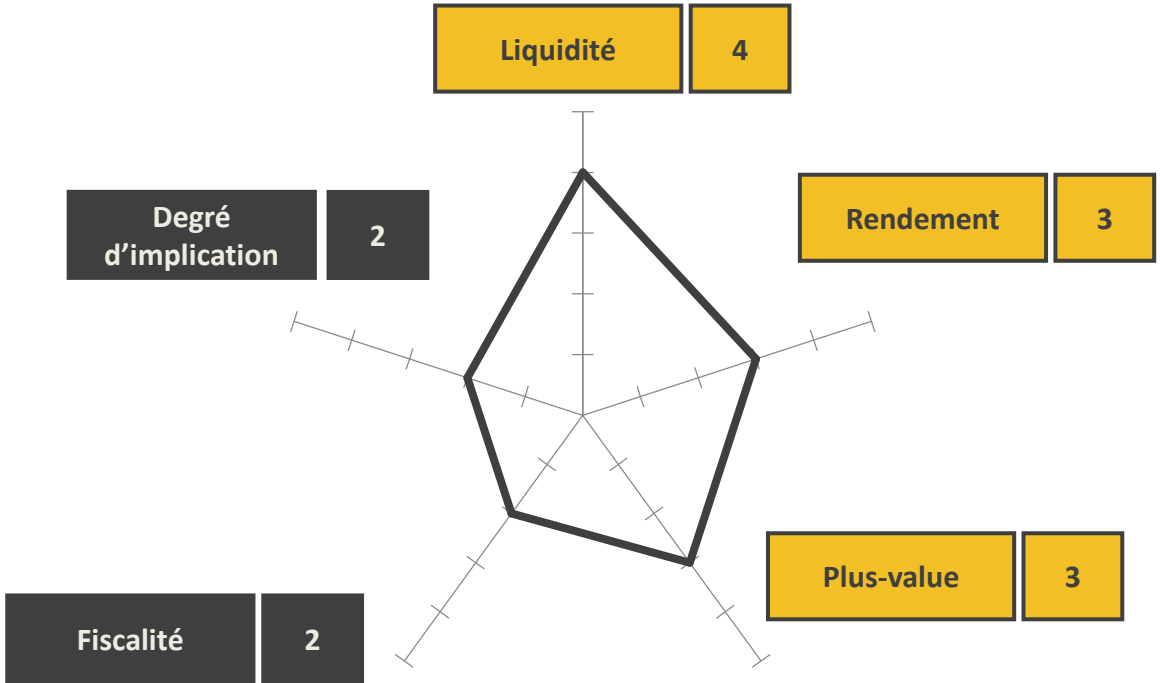 Liquidité 4
Degré
d’implication 2
Rendement 3
Plus-value 3
Fiscalité 2